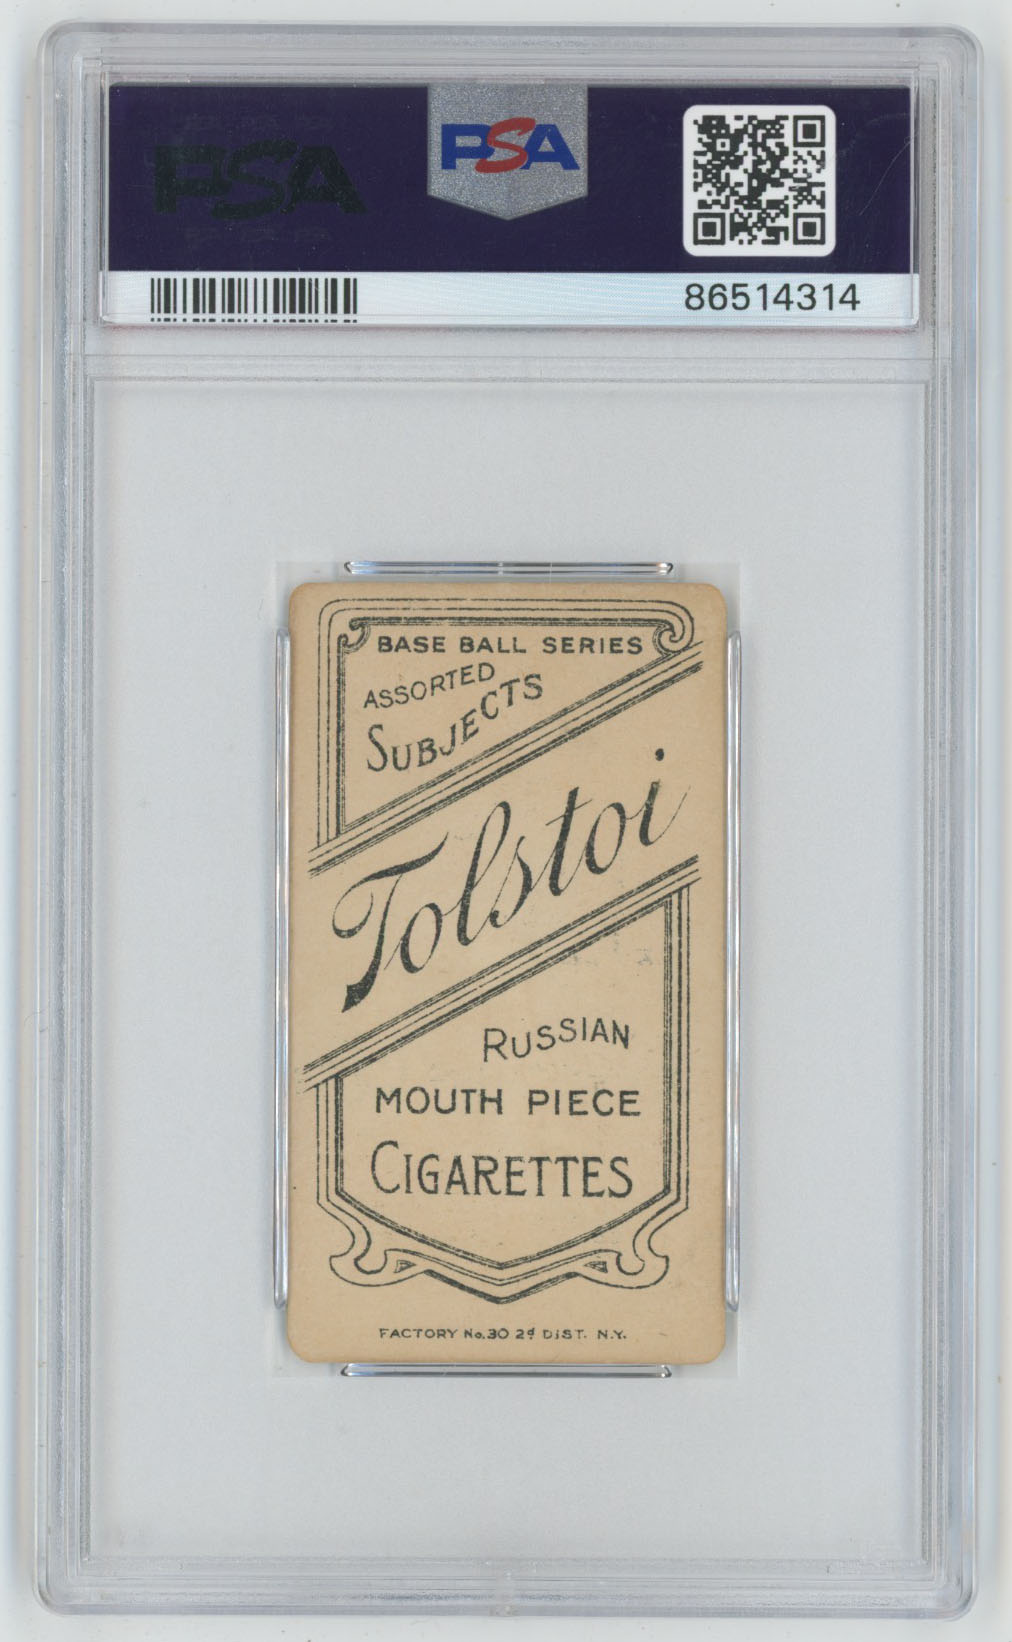 PSA
PSA
86514314
BASE BALL SERIES
ASSORTED
SUBJECTS
Tolstoi
RUSSIAN
MOUTH PIECE
CIGARETTES
FACTORY No. 30 2d DIST. N.Y.